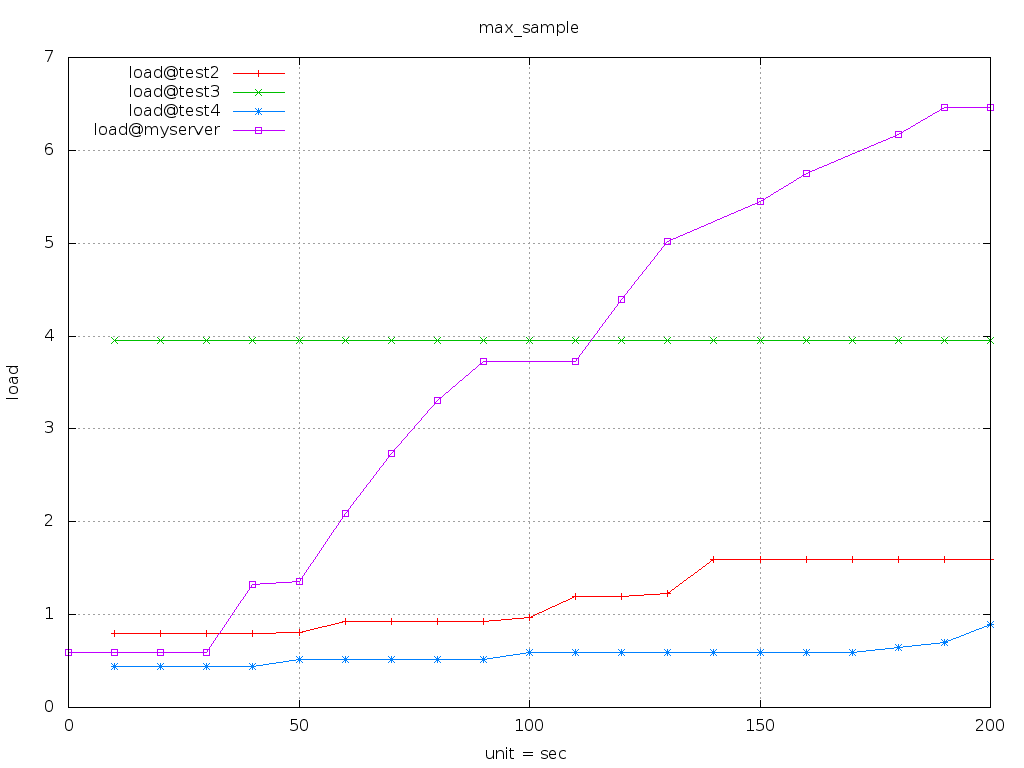 max_sample
7
6
5
4
3
2
1
0
load
load@test2
load@test3
load@test4
load@myserver
0 50 100 150 200
unit = sec